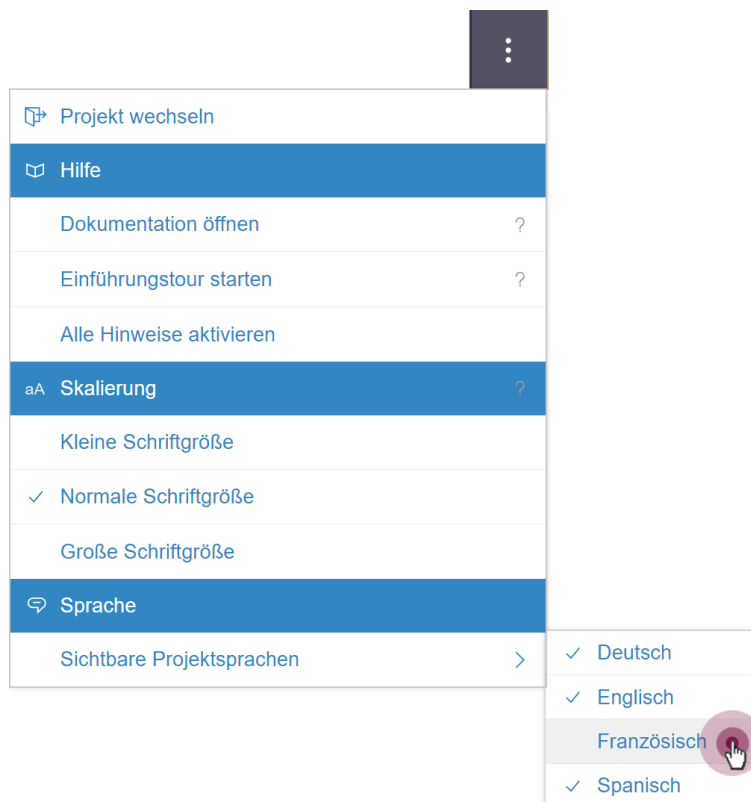 Projekt wechseln
Hilfe
Dokumentation öffnen ?
Einführungstour starten ?
Alle Hinweise aktivieren
aA Skalierung ?
Kleine Schriftgröße
Normale Schriftgröße
Große Schriftgröße
Sprache
Sichtbare Projektsprachen
Deutsch
Englisch
Französisch
Spanisch